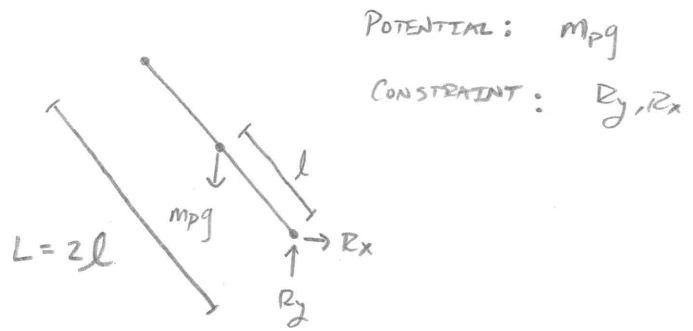 POTENTIAL: mpg
CONSTRAINT: Ry, Rx
l
mpg
Rx
L = 2l
Ry